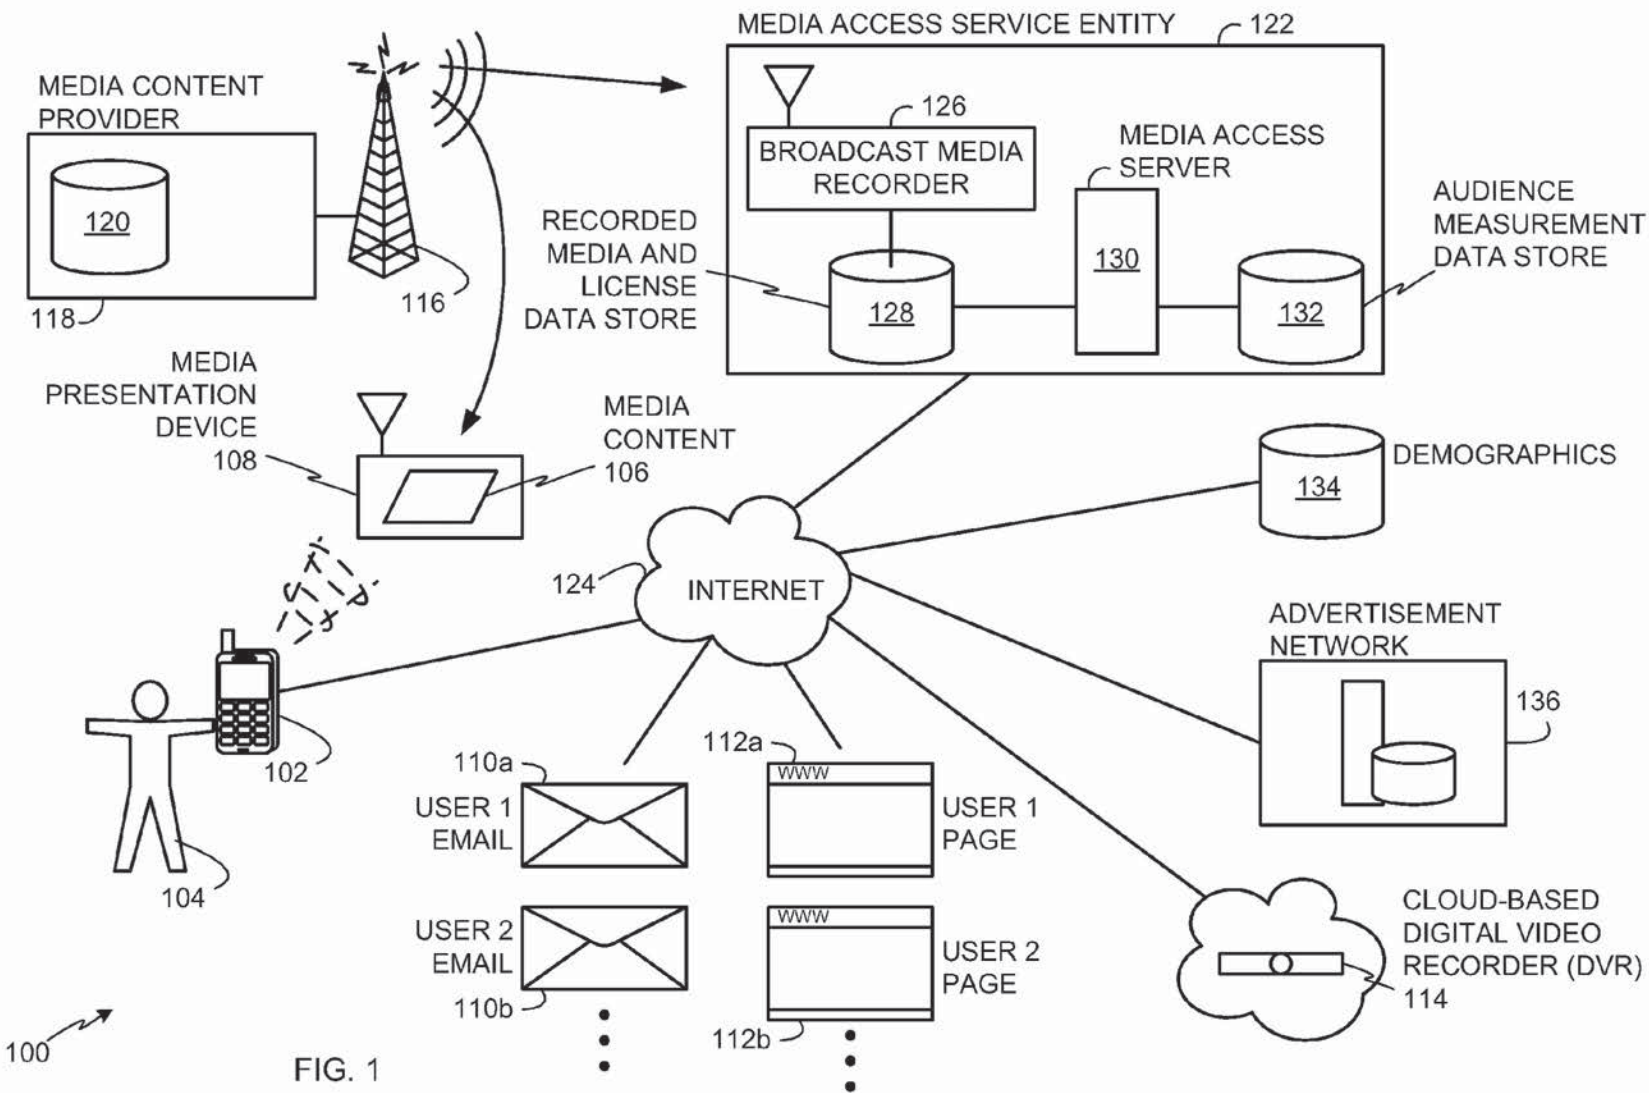 MEDIA ACCESS SERVICE ENTITY
122
MEDIA CONTENT
PROVIDER
120
118
116
126
BROADCAST MEDIA
RECORDER
MEDIA ACCESS
SERVER
RECORDED
MEDIA AND
LICENSE
DATA STORE
128
130
132
AUDIENCE
MEASUREMENT
DATA STORE
MEDIA
PRESENTATION
DEVICE
108
MEDIA
CONTENT
106
134
DEMOGRAPHICS
124
INTERNET
ADVERTISEMENT
NETWORK
136
102
104
110a
USER 1
EMAIL
112a
WWW
USER 1
PAGE
USER 2
EMAIL
110b
WWW
USER 2
PAGE
112b
CLOUD-BASED
DIGITAL VIDEO
RECORDER (DVR)
114
100
FIG. 1